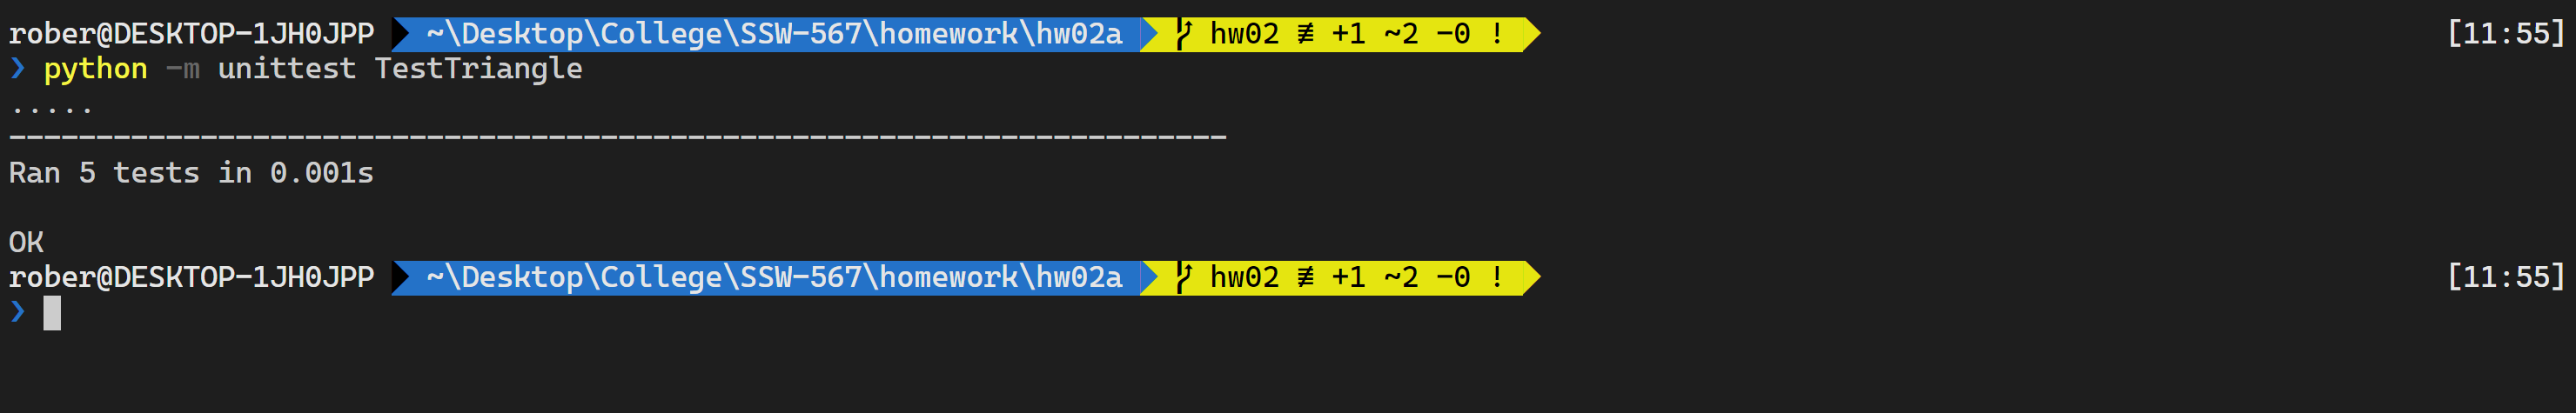 rober@DESKTOP-1JH0JPP ~\Desktop\College\SSW-567\homework\hw02a hw02 ≢ +1 ~2 -0 ! [11:55]
❯ python -m unittest TestTriangle
.....
----------------------------------------------------------------------
Ran 5 tests in 0.001s
OK
rober@DESKTOP-1JH0JPP ~\Desktop\College\SSW-567\homework\hw02a hw02 ≢ +1 ~2 -0 ! [11:55]
❯